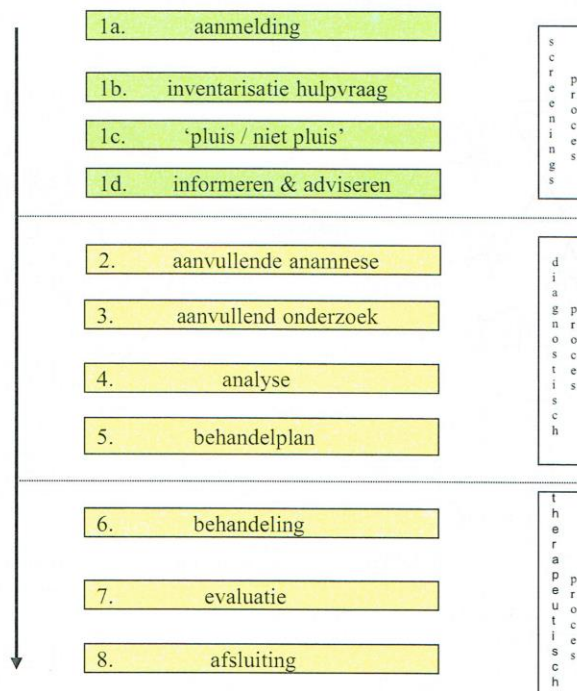 1a. aanmelding
1b. inventarisatie hulpvraag
1c. ‘pluis / niet pluis’
1d. informeren & adviseren
screenings
proces
2. aanvullende anamnese
3. aanvullend onderzoek
4. analyse
5. behandelplan
diagnostisch
proces
6. behandeling
7. evaluatie
8. afsluiting
therapeutisch
proces